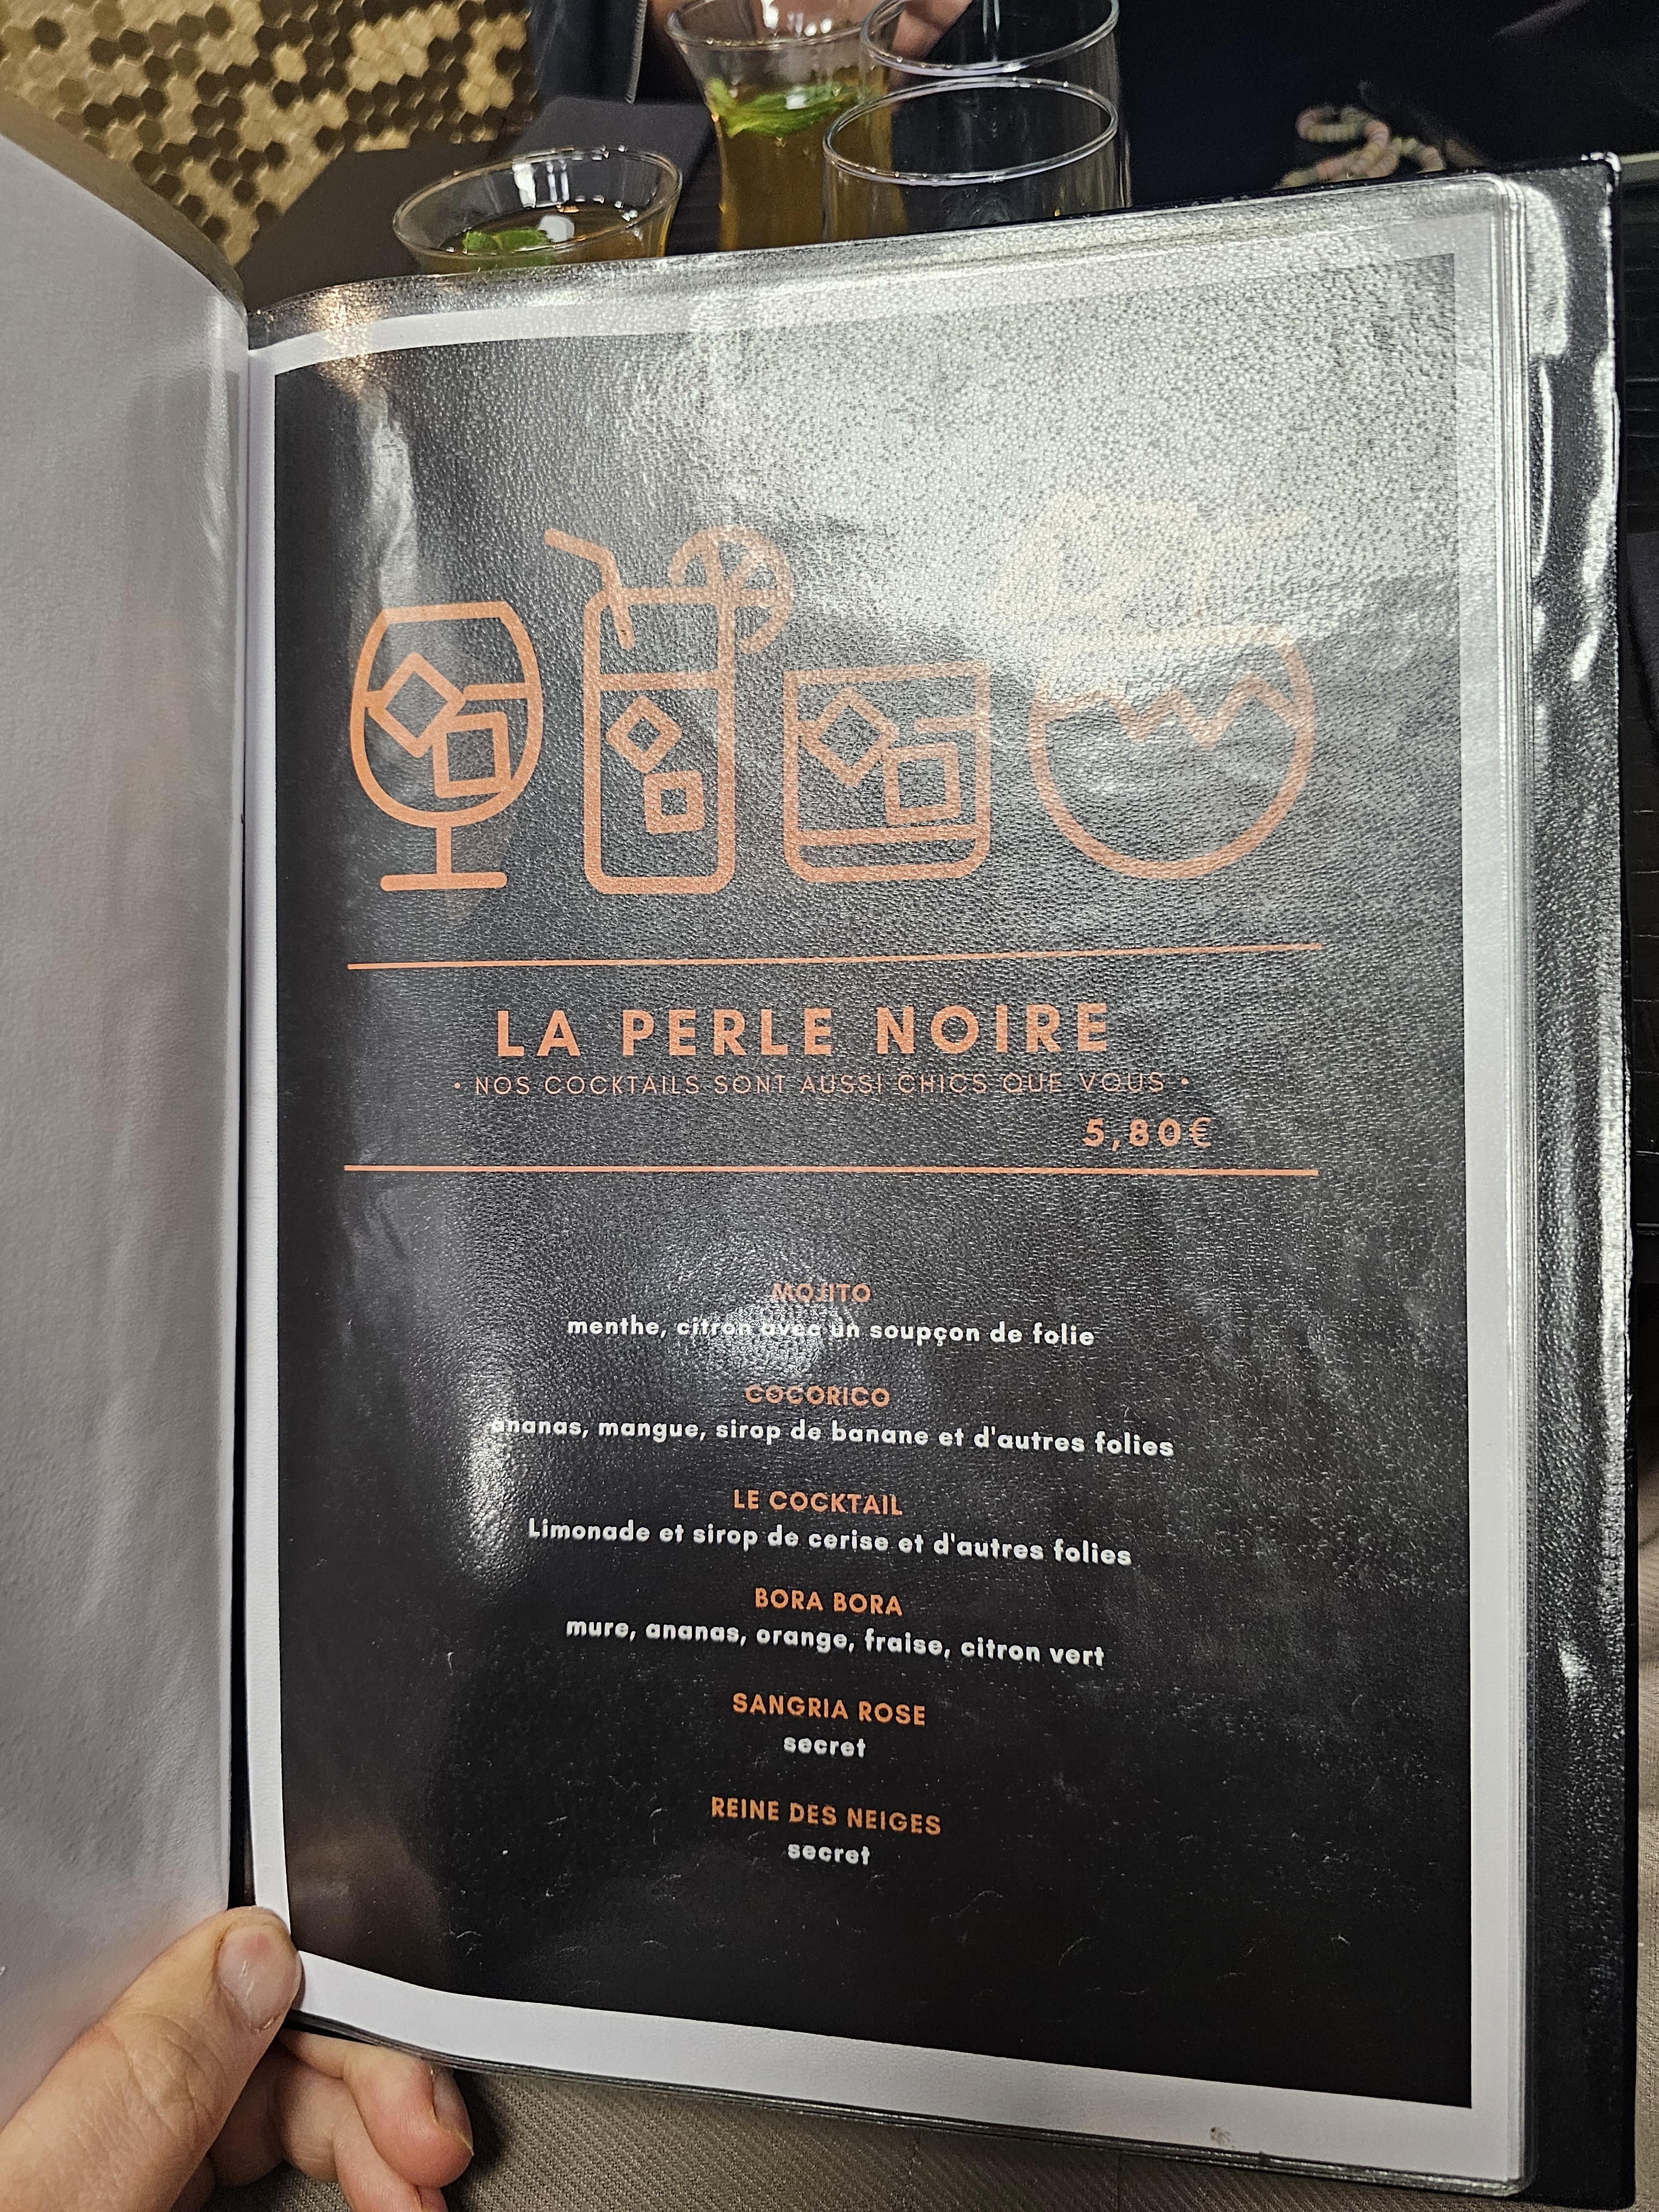 LA PERLE NOIRE
• NOS COCKTAILS SONT AUSSI CHICS QUE VOUS •
5,80€
MOJITO
menthe, citron avec un soupçon de folie
COCORICO
ananas, mangue, sirop de banane et d'autres folies
LE COCKTAIL
Limonade et sirop de cerise et d'autres folies
BORA BORA
mure, ananas, orange, fraise, citron vert
SANGRIA ROSE
secret
REINE DES NEIGES
secret